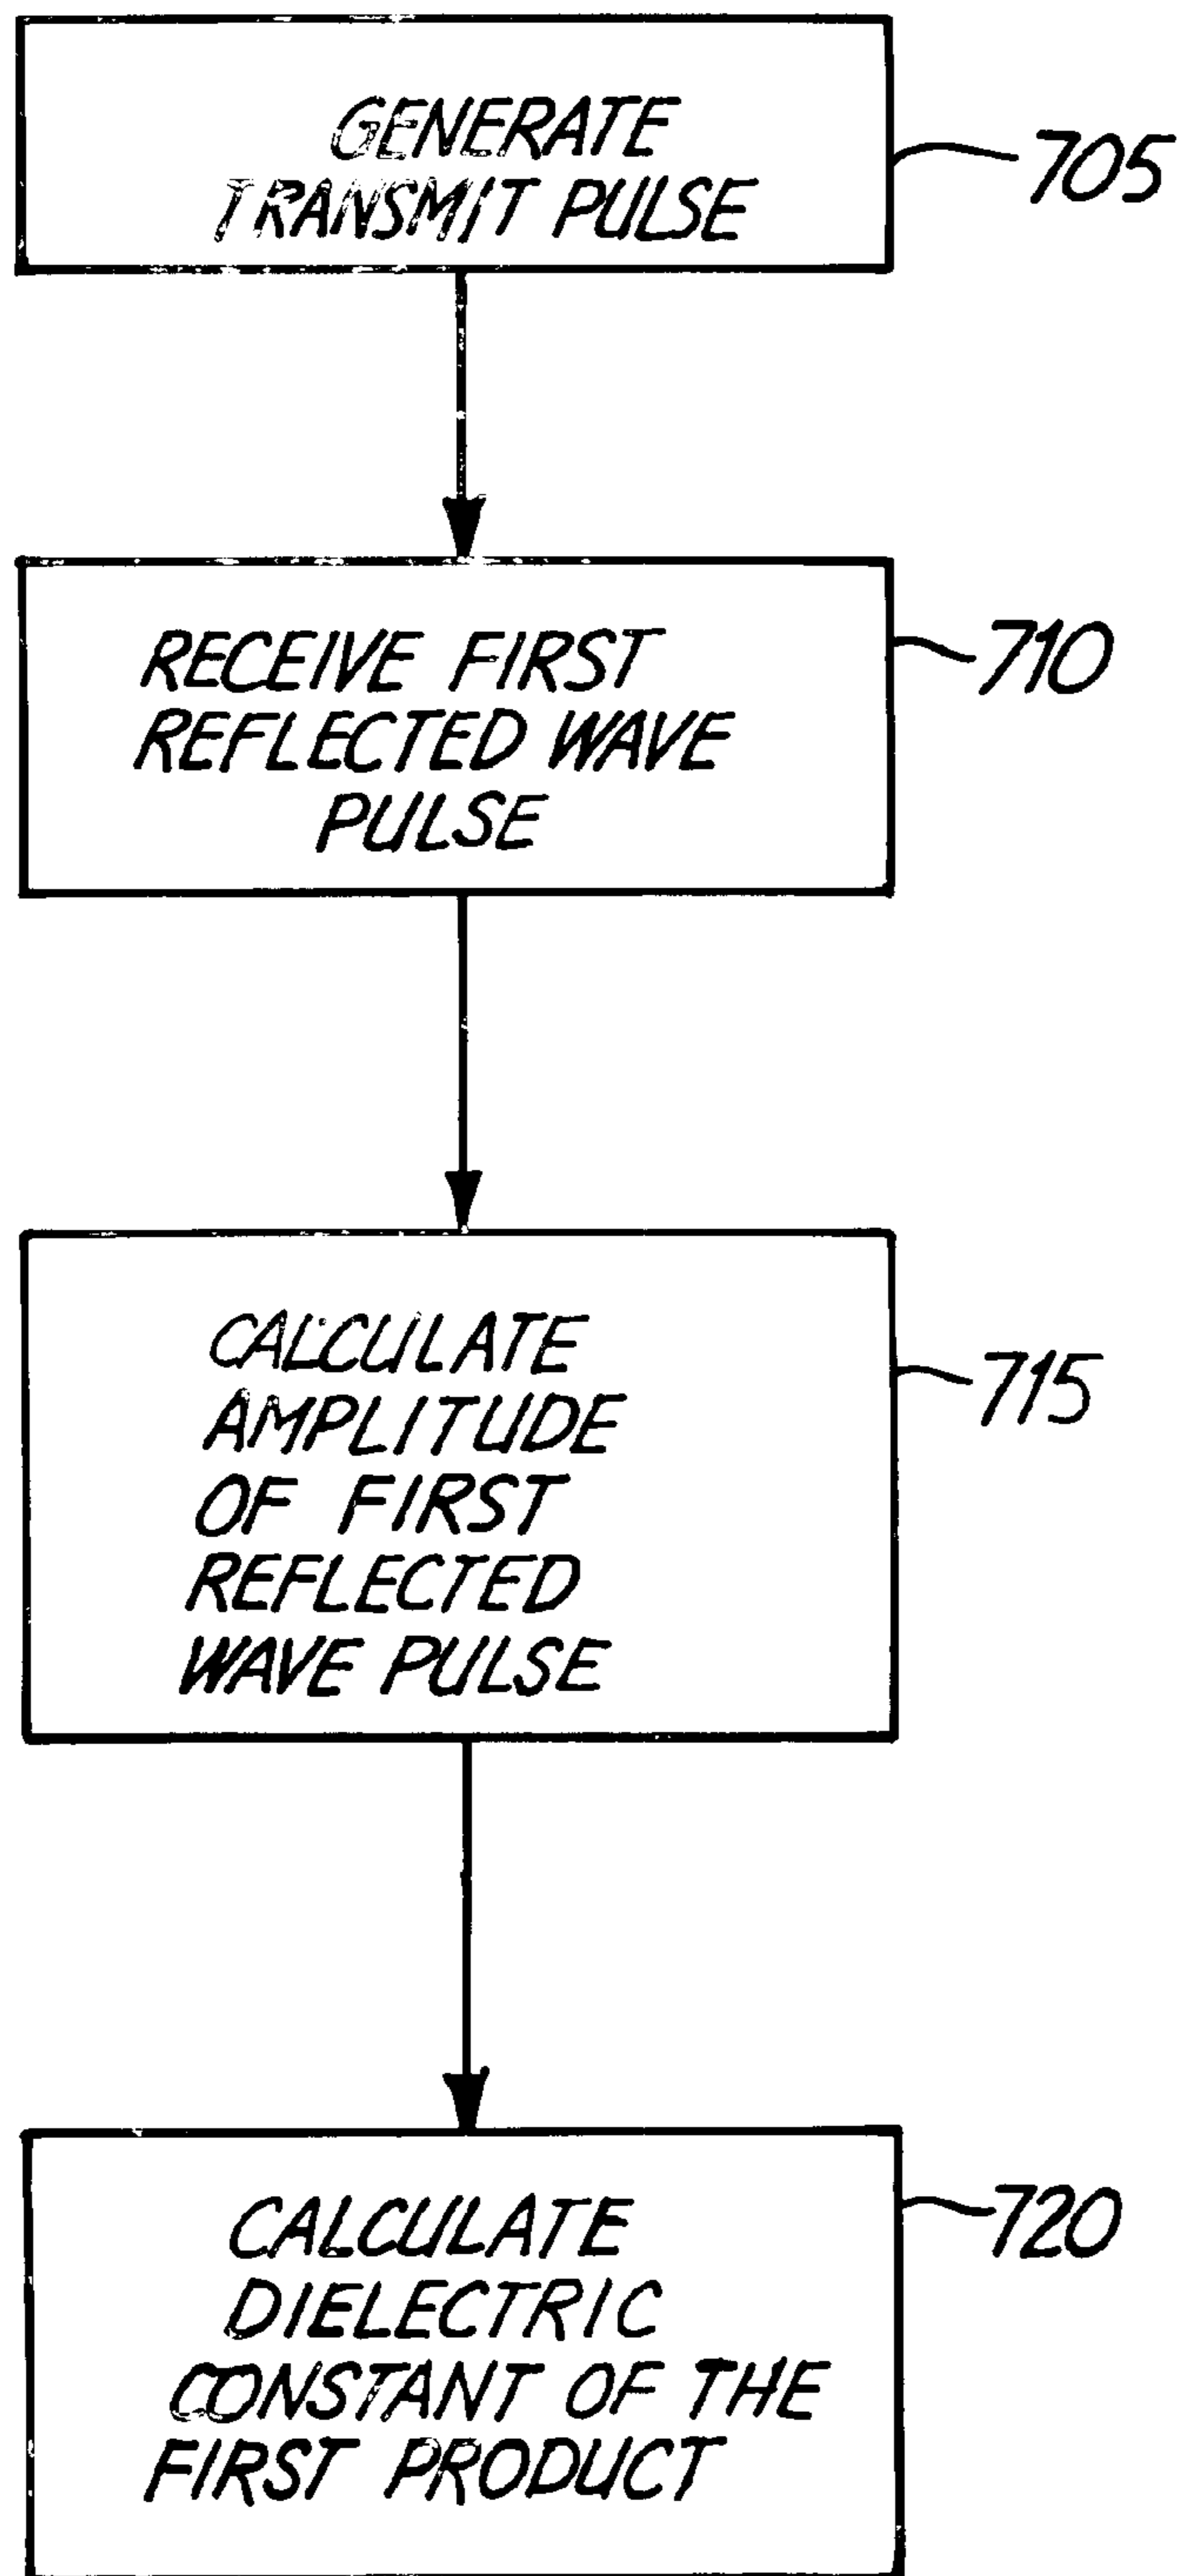 GENERATE
TRANSMIT PULSE
705
RECEIVE FIRST
REFLECTED WAVE
PULSE
710
CALCULATE
AMPLITUDE
OF FIRST
REFLECTED
WAVE PULSE
715
CALCULATE
DIELECTRIC
CONSTANT OF THE
FIRST PRODUCT
720